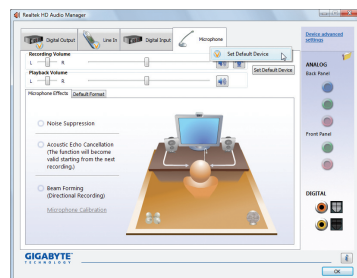 Realtek HD Audio Manager
Digital Output
Line In
Digital Input
Microphone
Device advanced
settings
Set Default Device
Recording Volume
L R
Set Default Device
Playback Volume
L R
Microphone Effects Default Format
Noise Suppression
Acoustic Echo Cancellation
(The function will become
valid starting from the next
recording.)
Beam Forming
(Directional Recording)
Microphone Calibration
ANALOG
Back Panel
Front Panel
DIGITAL
GIGABYTE
TECHNOLOGY
i
OK